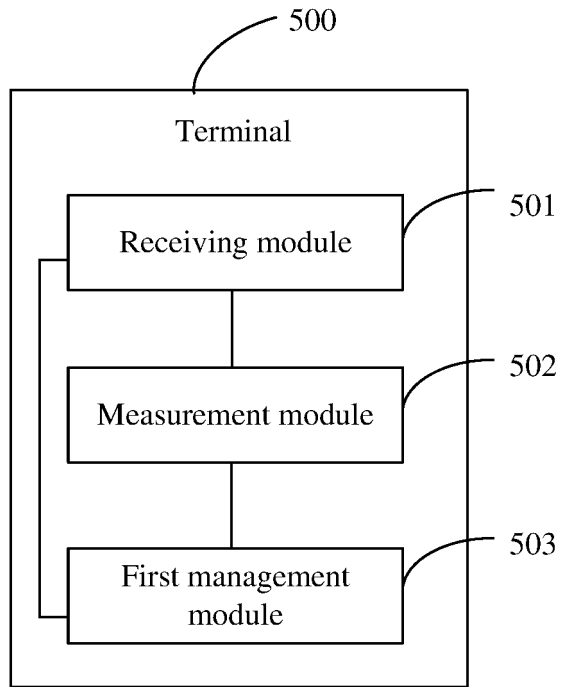 500
Terminal
501
Receiving module
502
Measurement module
503
First management
module